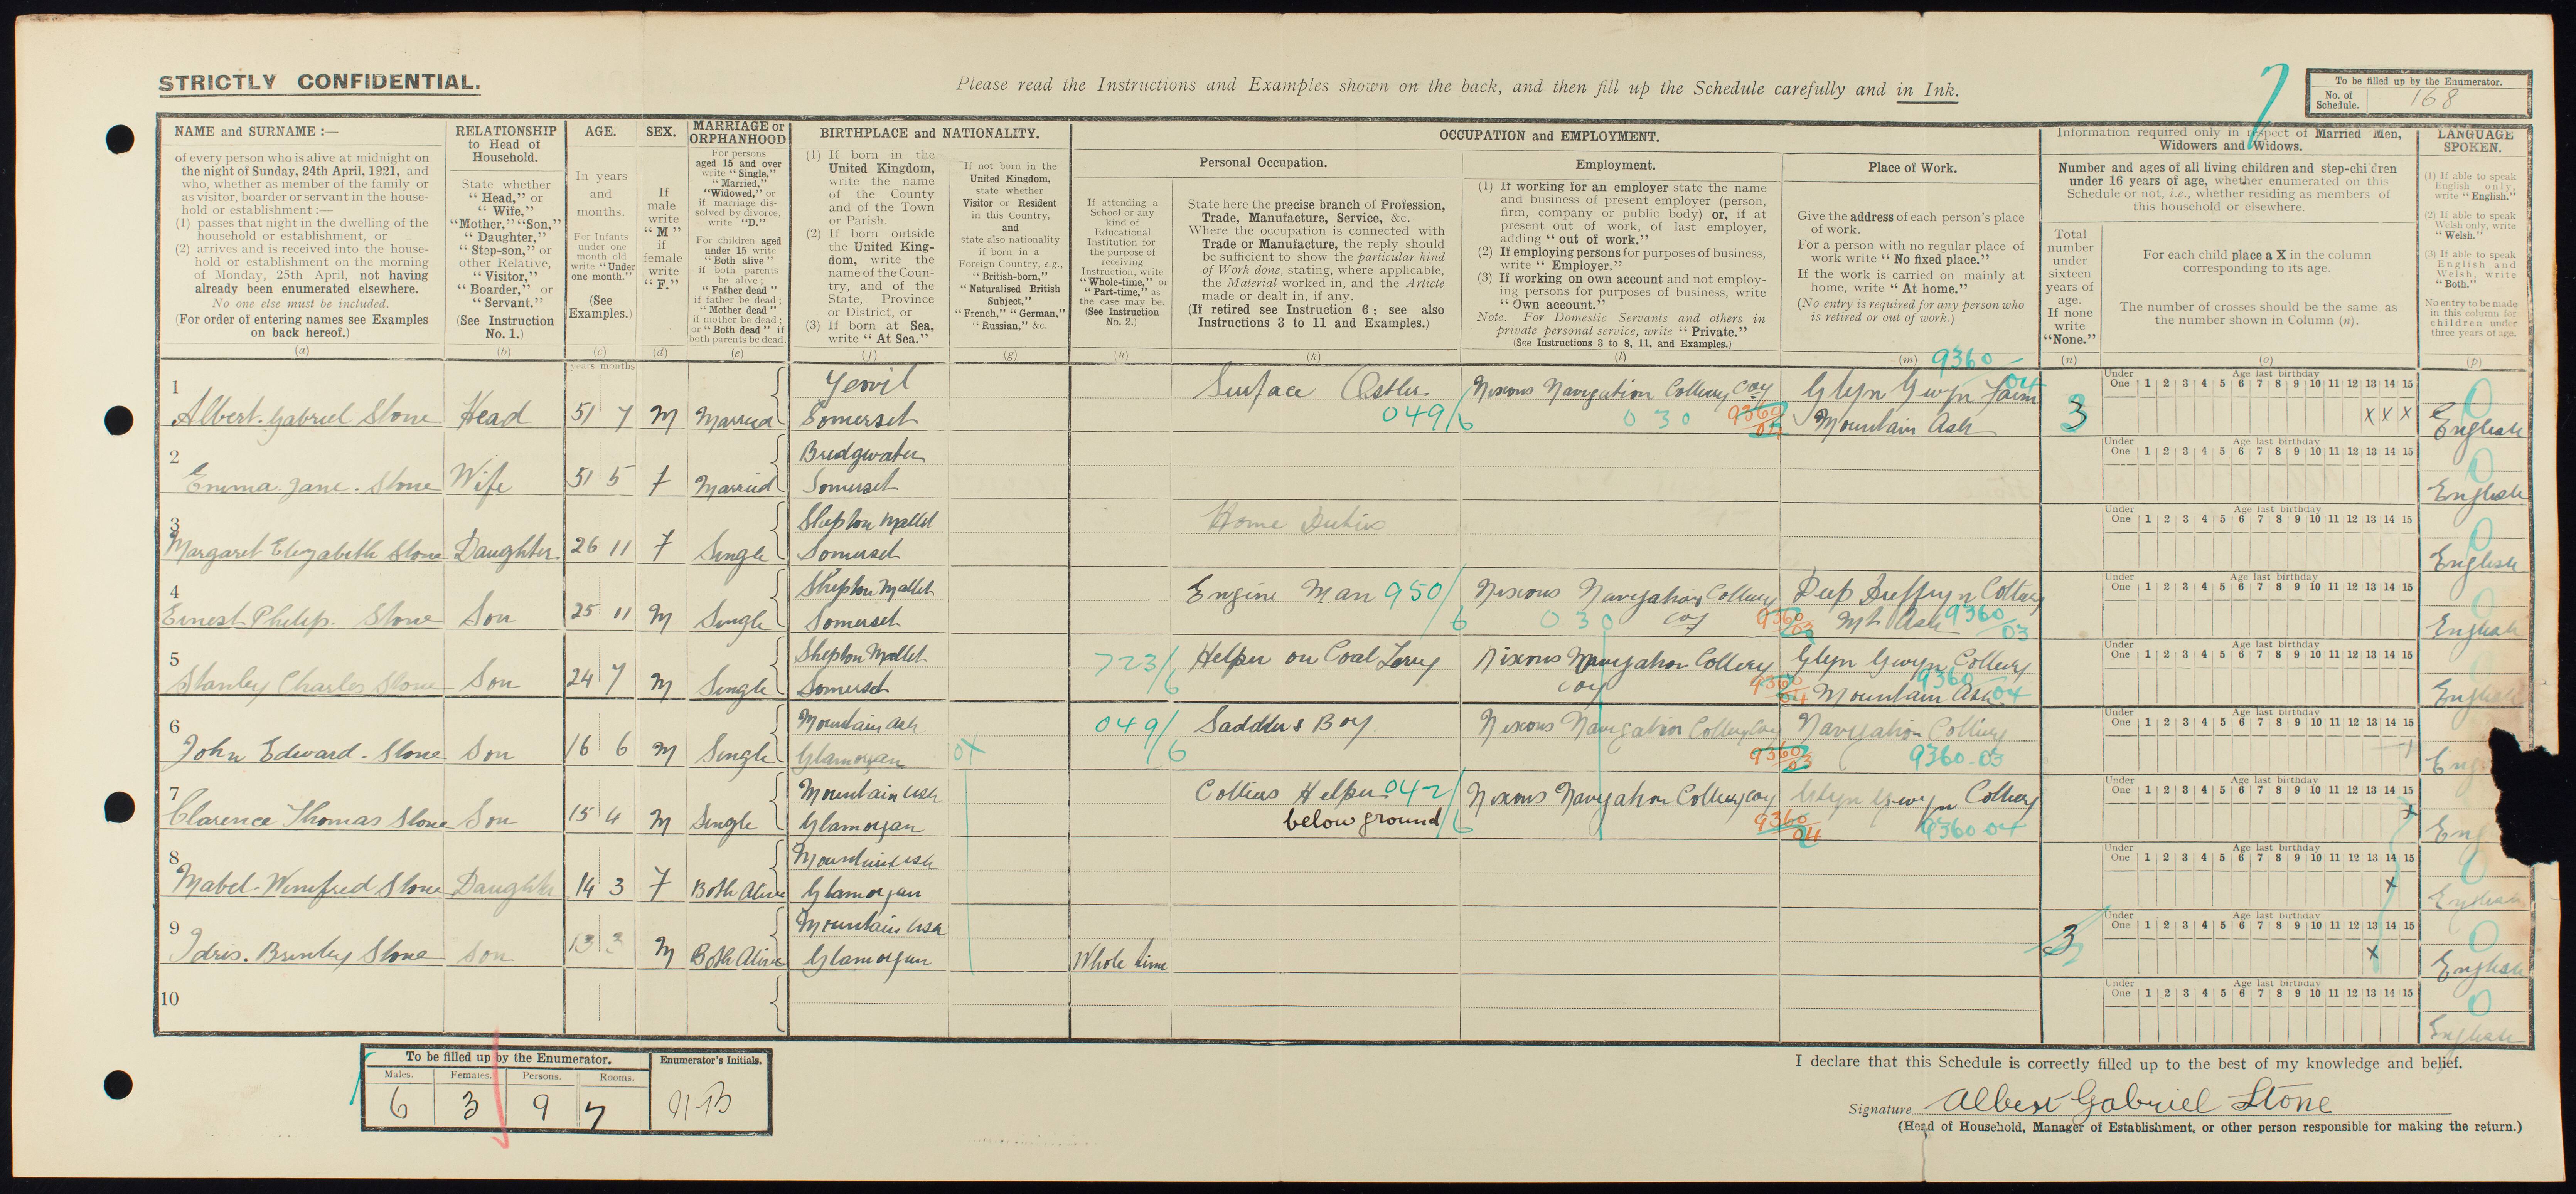 STRICTLY CONFIDENTIAL.
Please read the Instructions and Examples shown on the back, and then fill up the Schedule carefully and in Ink.
To be filled up by the Enumerator.
No. of Schedule. 168
NAME and SURNAME :—
of every person who is alive at midnight on
the night of Sunday, 24th April, 1921, and
who, whether as member of the family or
as visitor, boarder or servant in the house-
hold or establishment :—
(1) passes that night in the dwelling of the
household or establishment, or
(2) arrives and is received into the house-
hold or establishment on the morning
of Monday, 25th April, not having
already been enumerated elsewhere.
No one else must be included.
(For order of entering names see Examples
on back hereof.)
(a)
RELATIONSHIP
to Head of
Household.
State whether
"Head," or
"Wife,"
"Mother," "Son,"
"Daughter,"
"Step-son," or
other Relative,
"Visitor,"
"Boarder," or
"Servant."
(See Instruction
No. 1.)
(b)
AGE.
In years
and
months.
For Infants
under one
month old
write "Under
one month."
(See
Examples.)
(c)
years months
SEX.
If
male
write
"M"
if
female
write
"F."
(d)
MARRIAGE or
ORPHANHOOD
For persons
aged 15 and over
write "Single,"
"Married,"
"Widowed," or
if marriage dis-
solved by divorce,
write "D."
For children aged
under 15 write
"Both alive"
if both parents
be alive;
"Father dead"
if father be dead;
"Mother dead"
if mother be dead;
or "Both dead" if
both parents be dead.
(e)
BIRTHPLACE and NATIONALITY.
(1) If born in the
United Kingdom,
write the name
of the County
and of the Town
or Parish.
(2) If born outside
the United King-
dom, write the
name of the Coun-
try, and of the
State, Province
or District, or
(3) If born at Sea,
write "At Sea."
(f)
If not born in the
United Kingdom,
state whether
Visitor or Resident
in this Country,
and
state also nationality
if born in a
Foreign Country, e.g.,
"British-born,"
"Naturalised British
Subject,"
"French," "German,"
"Russian," &c.
(g)
OCCUPATION and EMPLOYMENT.
If attending a
School or any
kind of
Educational
Institution for
the purpose of
receiving
Instruction, write
"Whole-time," or
"Part-time," as
the case may be.
(See Instruction
No. 2.)
(h)
Personal Occupation.
State here the precise branch of Profession,
Trade, Manufacture, Service, &c.
Where the occupation is connected with
Trade or Manufacture, the reply should
be sufficient to show the particular kind
of Work done, stating, where applicable,
the Material worked in, and the Article
made or dealt in, if any.
(If retired see Instruction 6 ; see also
Instructions 3 to 11 and Examples.)
(k)
Employment.
(1) If working for an employer state the name
and business of present employer (person,
firm, company or public body) or, if at
present out of work, of last employer,
adding "out of work."
(2) If employing persons for purposes of business,
write "Employer."
(3) If working on own account and not employ-
ing persons for purposes of business, write
"Own account."
Note.—For Domestic Servants and others in
private personal service, write "Private."
(See Instructions 3 to 8, 11, and Examples.)
(l)
Place of Work.
Give the address of each person's place
of work.
For a person with no regular place of
work write "No fixed place."
If the work is carried on mainly at
home, write "At home."
(No entry is required for any person who
is retired or out of work.)
(m)
Information required only in respect of Married Men,
Widowers and Widows.
Number and ages of all living children and step-children
under 16 years of age, whether enumerated on this
Schedule or not, i.e., whether residing as members of
this household or elsewhere.
Total
number
under
sixteen
years of
age.
If none
write
"None."
(n)
For each child place a X in the column
corresponding to its age.
The number of crosses should be the same as
the number shown in Column (n).
(o)
LANGUAGE
SPOKEN.
(1) If able to speak
English only,
write "English."
(2) If able to speak
Welsh only, write
"Welsh."
(3) If able to speak
English and
Welsh, write
"Both."
No entry to be made
in this column for
children under
three years of age.
(p)
1 Albert Gabriel Stone Head 51 7 M Married Yeovil Somerset Surface Ostler 049/6 Nixons Navigation Colliery Coy 030 9360/04 Glyn Gwyn Farm Mountain Ash 9360 04 3 X X X English
Under One 1 2 3 4 5 6 7 8 9 10 11 12 13 14 15 Age last birthday
2 Emma Jane Stone Wife 51 5 F Married Bridgwater Somerset English
3 Margaret Elizabeth Stone Daughter 26 11 F Single Shepton Mallet Somerset Home Duties English
4 Ernest Philip Stone Son 25 11 M Single Shepton Mallet Somerset Engine Man 950/6 Nixons Navigation Colliery Coy 030 9360/03 Deep Duffryn Colliery Mt Ash 9360/03 English
5 Stanley Charles Stone Son 24 7 M Single Shepton Mallet Somerset 723/6 Helper on Coal Lorry Nixons Navigation Colliery Coy 9360/04 Glyn Gwyn Colliery Mountain Ash 9360 04 English
6 John Edward Stone Son 16 6 M Single Mountain Ash Glamorgan 049/6 Saddlers Boy Nixons Navigation Colliery Coy 9360/03 Navigation Colliery 9360-03 Eng
7 Clarence Thomas Stone Son 15 4 M Single Mountain Ash Glamorgan Colliers Helper 042/6 below ground Nixons Navigation Colliery Coy 9360/04 Glyn Gwyn Colliery 9360 04 X Eng
8 Mabel Winifred Stone Daughter 14 3 F Both Alive Mountain Ash Glamorgan X English
9 Idris Brinley Stone Son 13 3 M Both Alive Mountain Ash Glamorgan Whole time 3 X English
10 English
To be filled up by the Enumerator.
Males. Females. Persons. Rooms.
6 3 9 7
Enumerator's Initials.
I declare that this Schedule is correctly filled up to the best of my knowledge and belief.
Signature Albert Gabriel Stone
(Head of Household, Manager of Establishment, or other person responsible for making the return.)